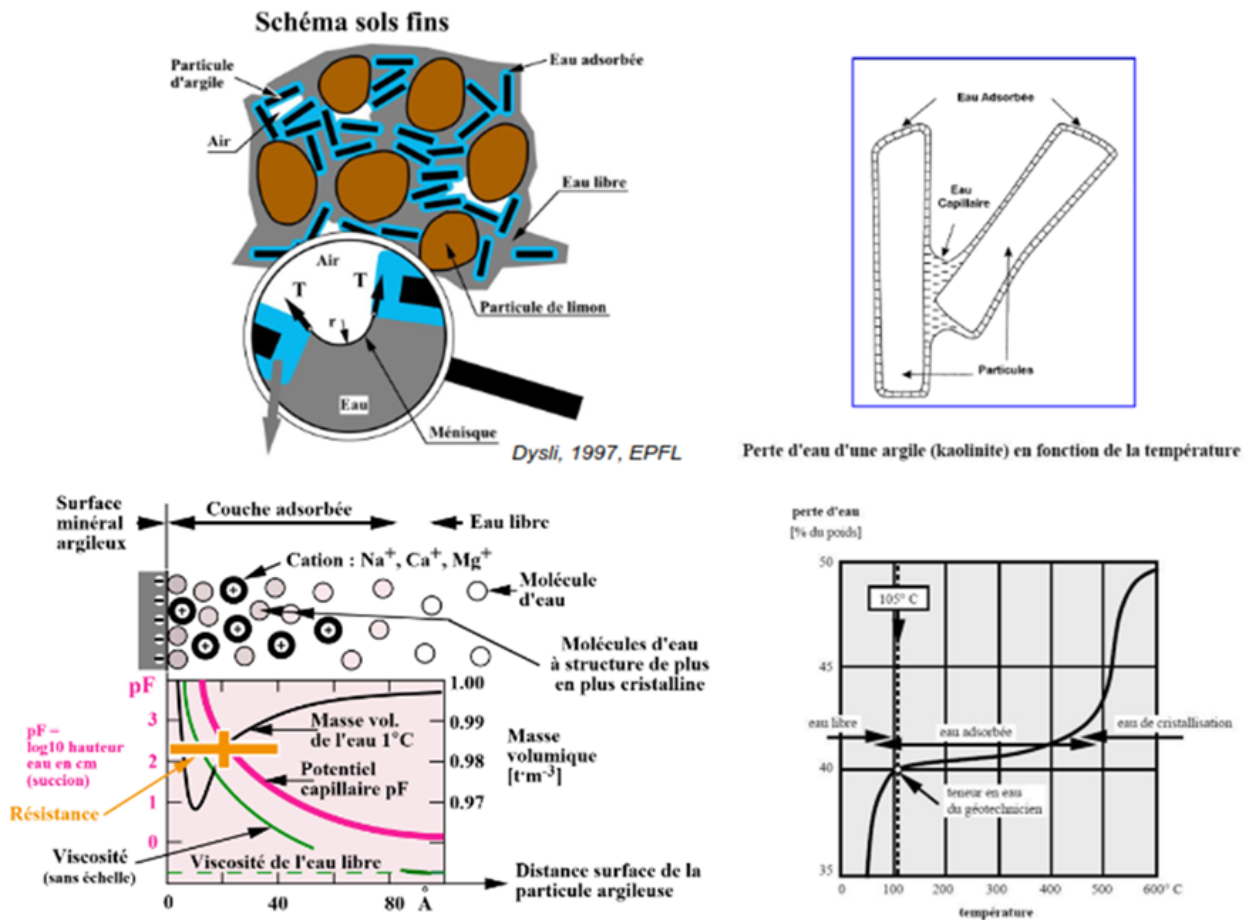 Schéma sols fins
Particule
d'argile
Air
Eau adsorbée
Eau libre
Air
T
T
r
Eau
Particule de limon
Ménisque
Dysli, 1997, EPFL
Eau Adsorbée
Eau
Capillaire
Particules
Perte d'eau d'une argile (kaolinite) en fonction de la température
Surface
minéral
argileux
Couche adsorbée
Eau libre
Cation : Na+, Ca+, Mg+
Molécule
d'eau
Molécules d'eau
à structure de plus
en plus cristalline
pF
3
2
1
0
pF =
log10 hauteur
eau en cm
(succion)
Résistance
Viscosité
(sans échelle)
Masse vol.
de l'eau 1°C
Potentiel
capillaire pF
Viscosité de l'eau libre
1.00
0.99
0.98
0.97
Masse
volumique
[t·m-3]
Distance surface de la
particule argileuse
0
40
80
Å
perte d'eau
[% du poids]
50
45
40
35
105° C
eau libre
eau adsorbée
eau de cristallisation
teneur en eau
du géotechnicien
0
100
200
300
400
500
600° C
température